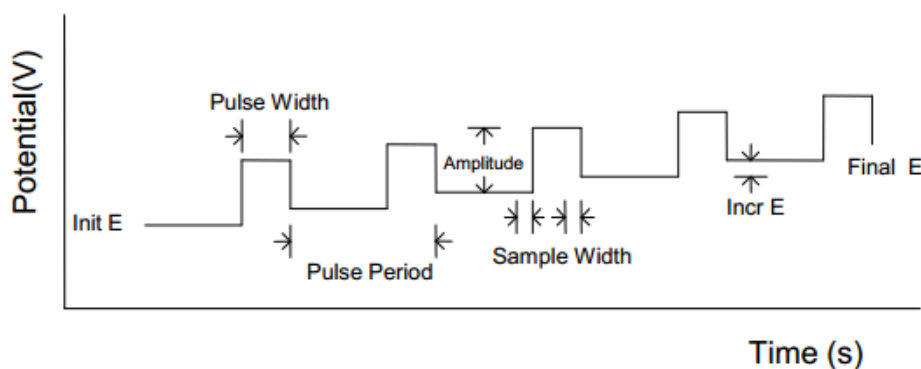 Potential(V)
Pulse Width
Amplitude
Init E
Final E
Incr E
Sample Width
Pulse Period
Time (s)